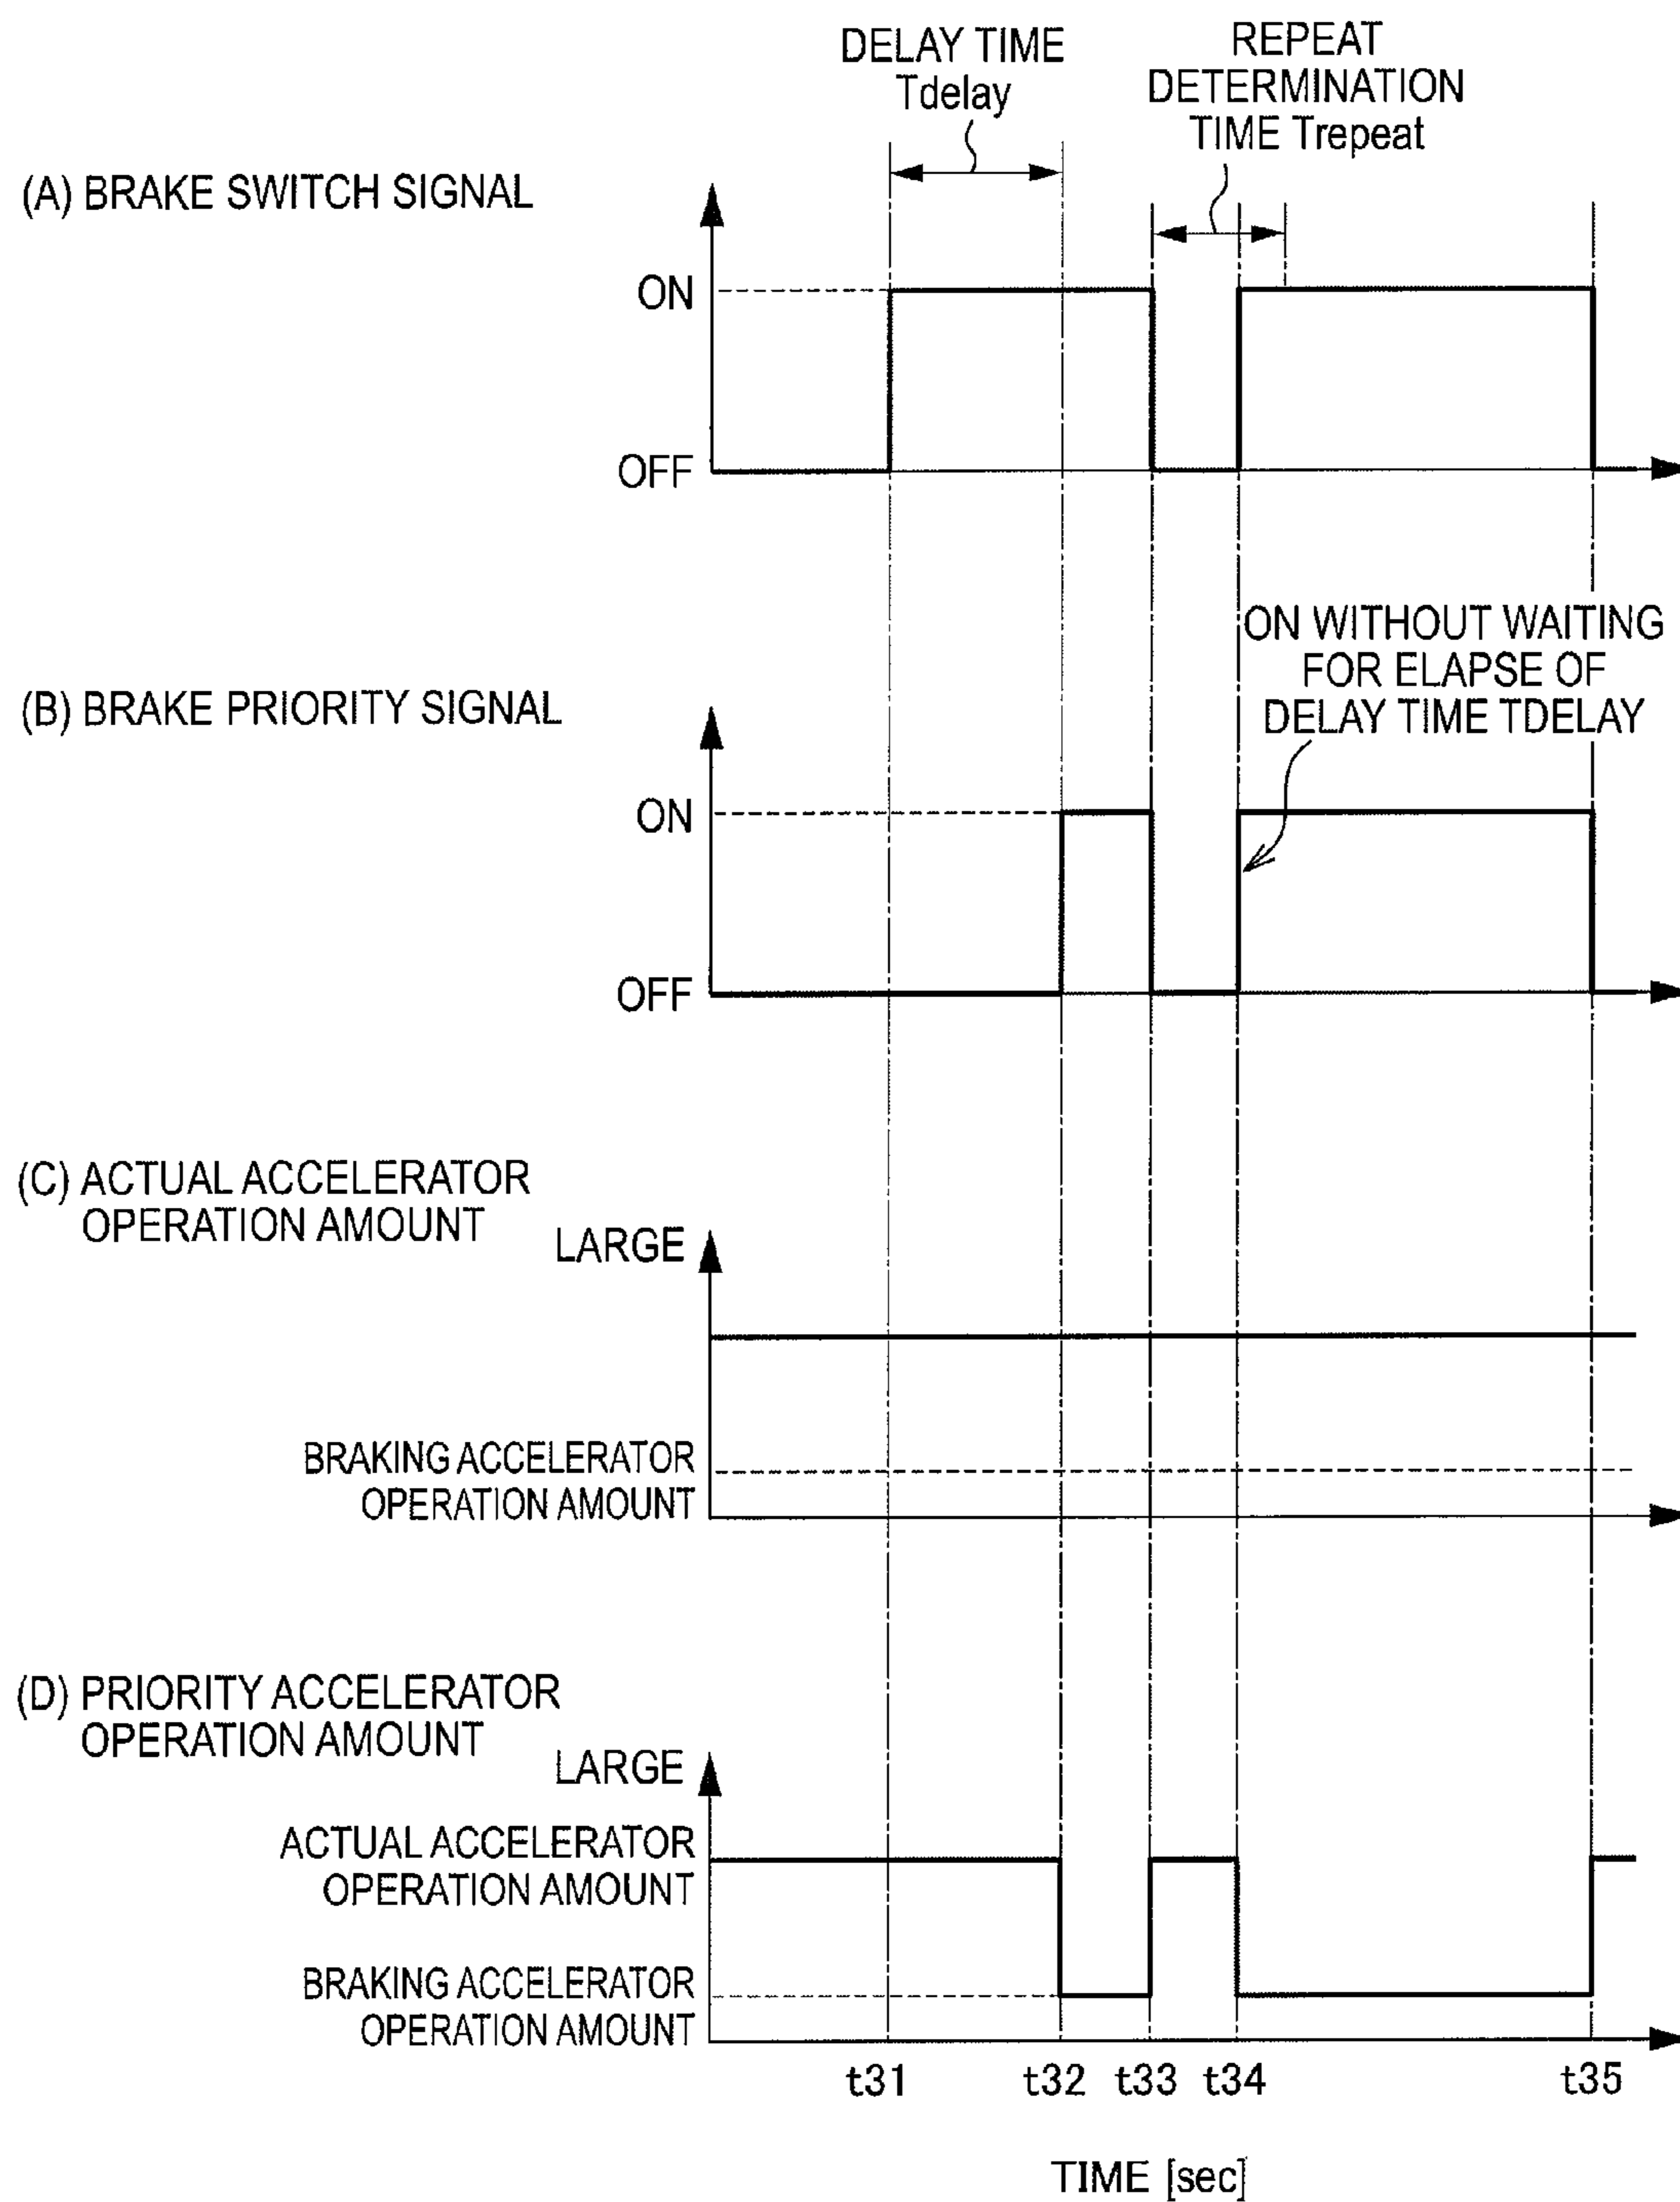 DELAY TIME
Tdelay
REPEAT
DETERMINATION
TIME Trepeat
(A) BRAKE SWITCH SIGNAL
ON
OFF
ON WITHOUT WAITING
FOR ELAPSE OF
DELAY TIME TDELAY
(B) BRAKE PRIORITY SIGNAL
ON
OFF
(C) ACTUAL ACCELERATOR
OPERATION AMOUNT
LARGE
BRAKING ACCELERATOR
OPERATION AMOUNT
(D) PRIORITY ACCELERATOR
OPERATION AMOUNT
LARGE
ACTUAL ACCELERATOR
OPERATION AMOUNT
BRAKING ACCELERATOR
OPERATION AMOUNT
t31 t32 t33 t34 t35
TIME [sec]